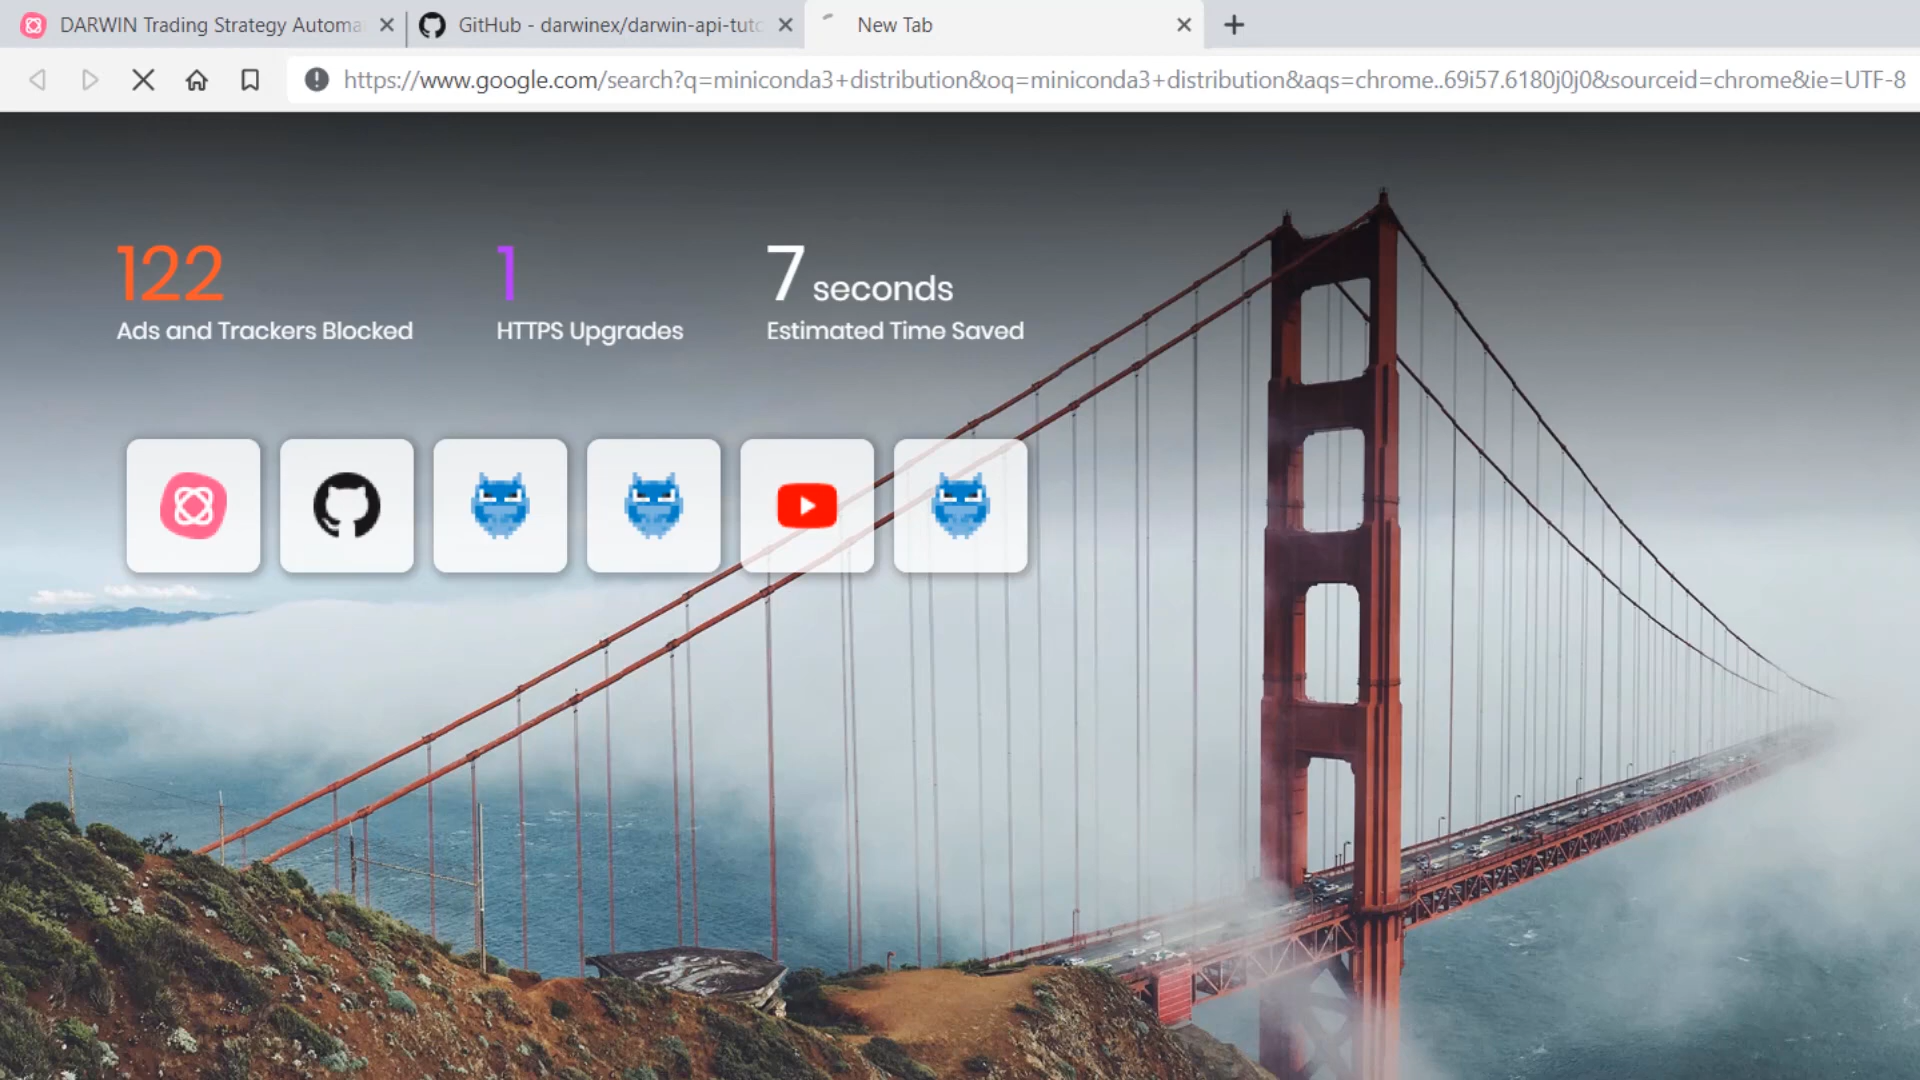 DARWIN Trading Strategy Automa
GitHub - darwinex/darwin-api-tuto
New Tab
https://www.google.com/search?q=miniconda3+distribution&oq=miniconda3+distribution&aqs=chrome..69i57.6180j0j0&sourceid=chrome&ie=UTF-8
122
Ads and Trackers Blocked
1
HTTPS Upgrades
7 seconds
Estimated Time Saved